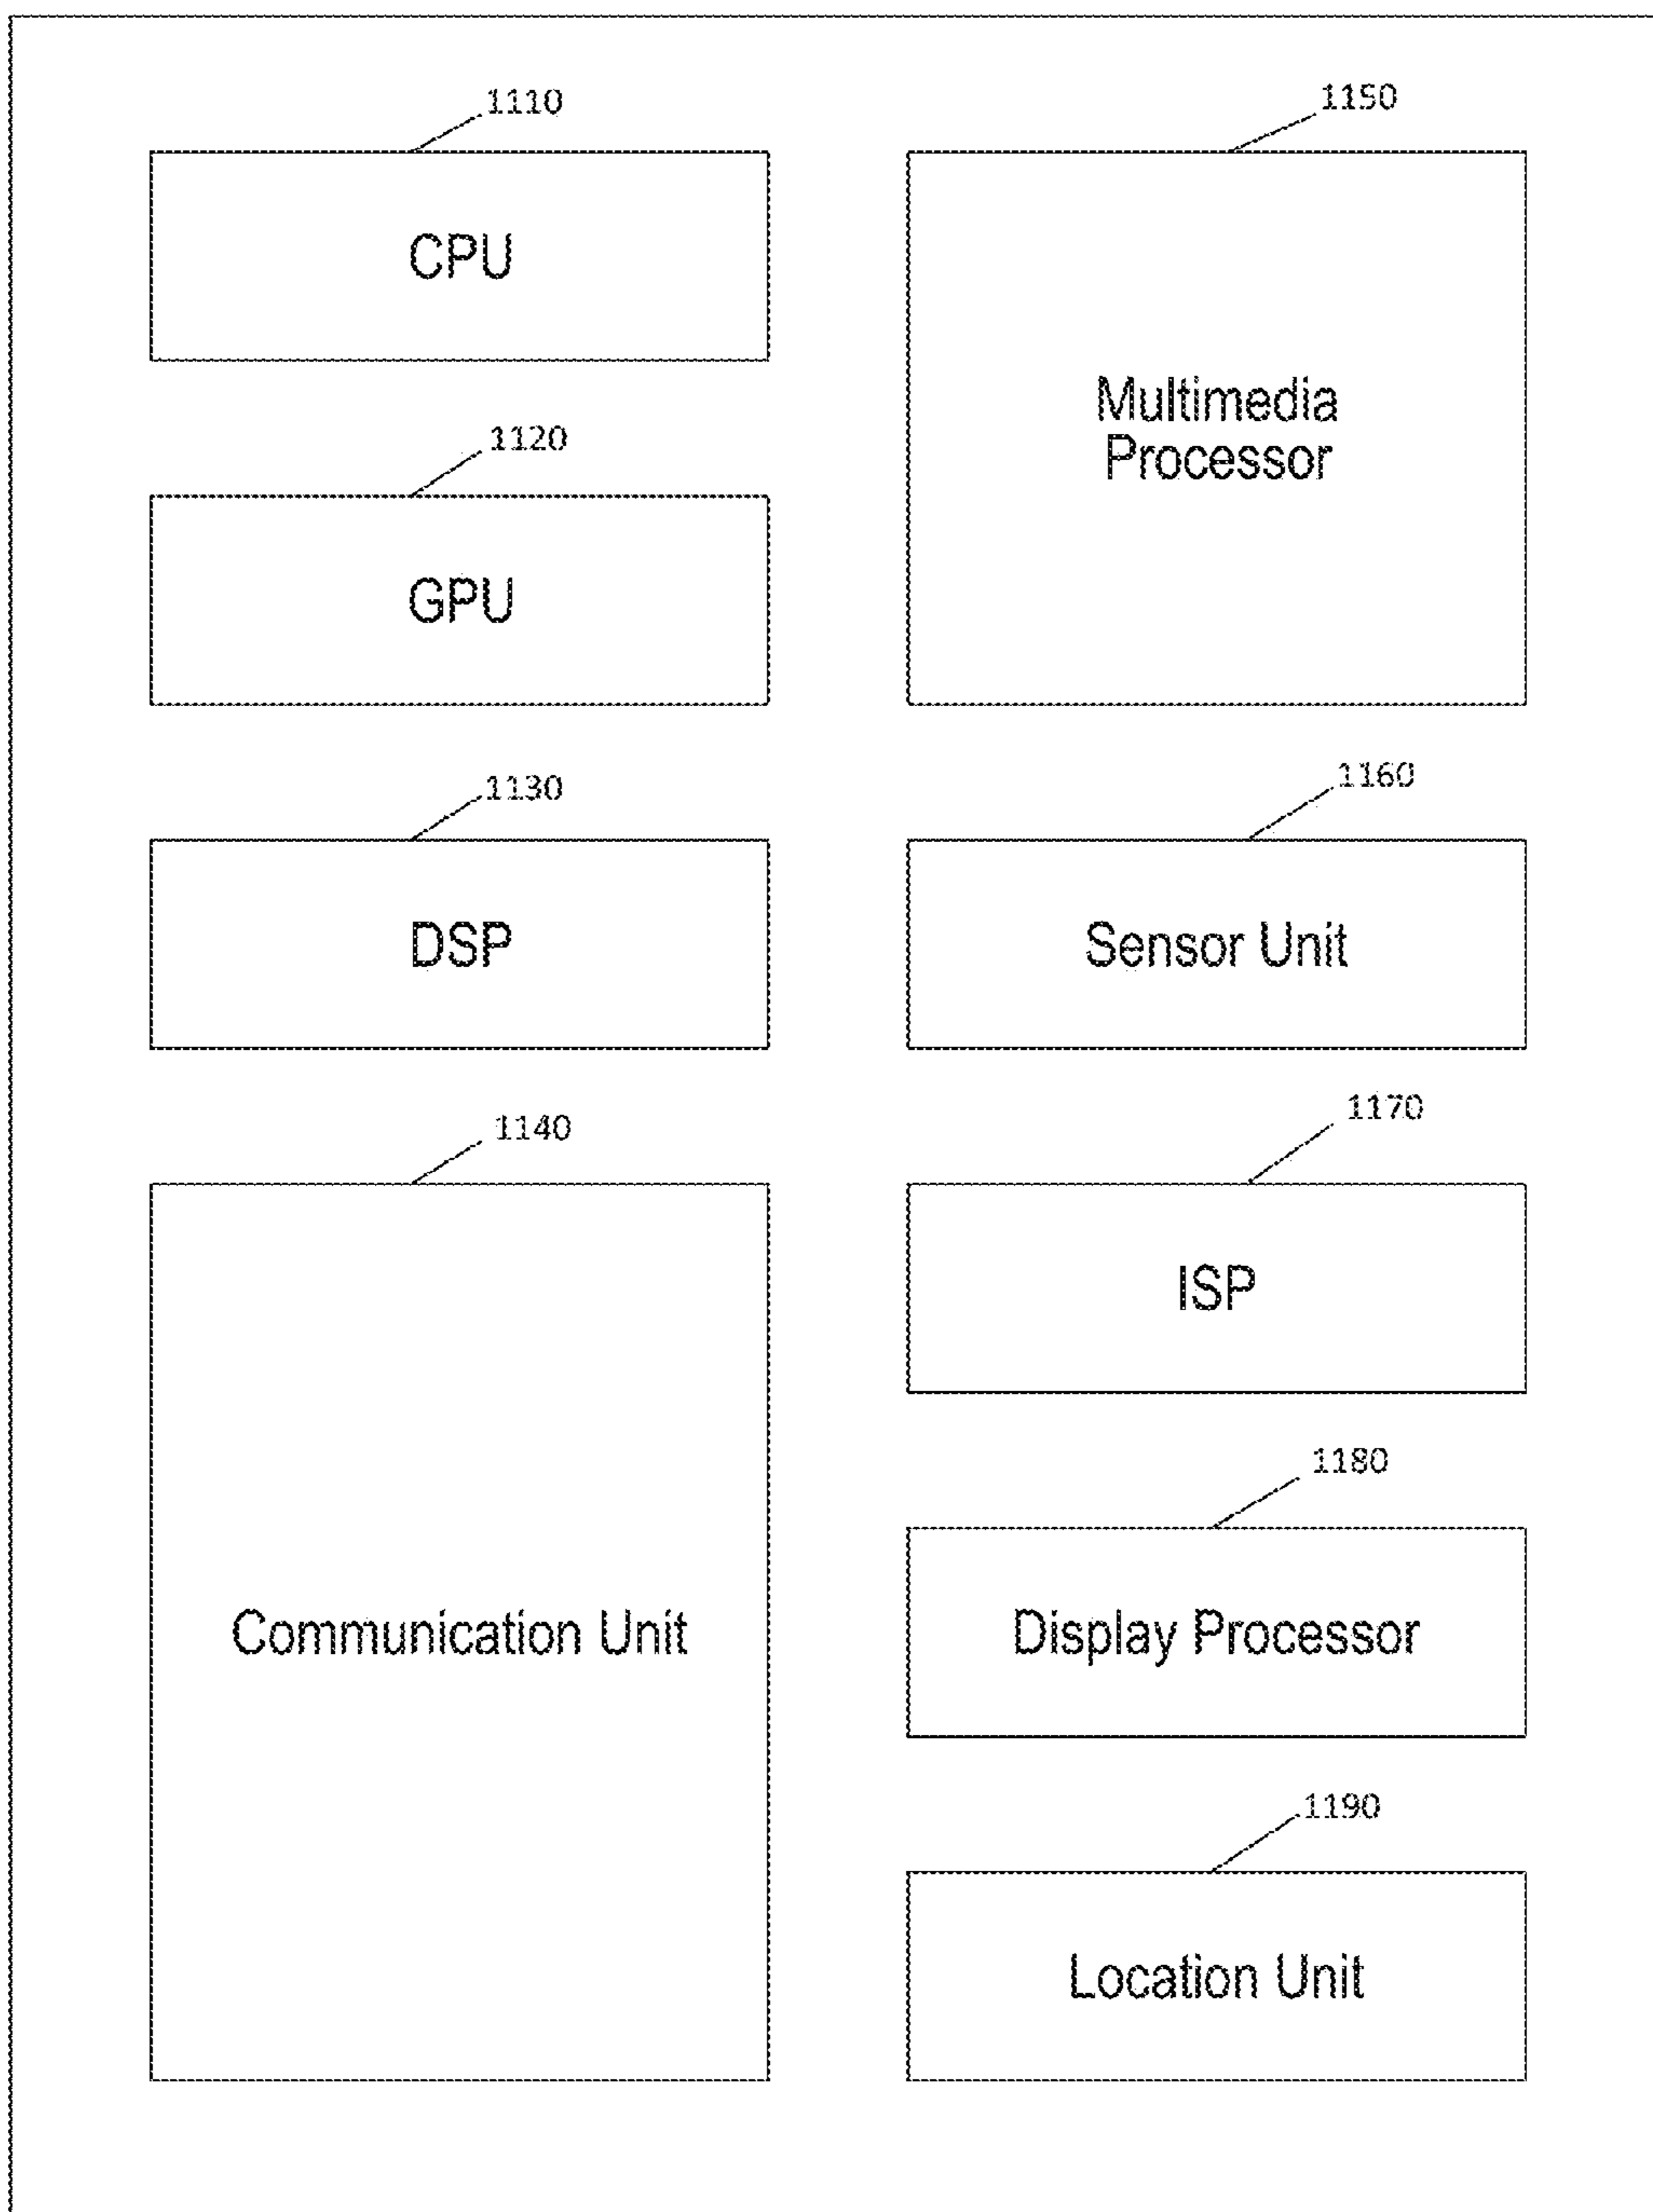 1110
CPU
1120
GPU
1130
DSP
1140
Communication Unit
1150
Multimedia
Processor
1160
Sensor Unit
1170
ISP
1180
Display Processor
1190
Location Unit